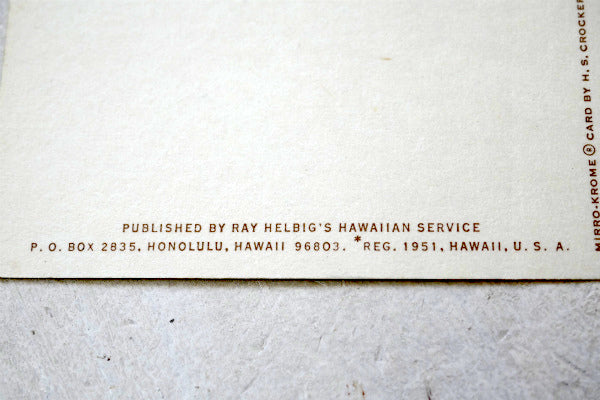 PUBLISHED BY RAY HELBIG'S HAWAIIAN SERVICE
P. O. BOX 2835, HONOLULU, HAWAII 96803. *REG. 1951, HAWAII, U. S. A.
MIRRO-KROME ® CARD BY H. S. CROCKER